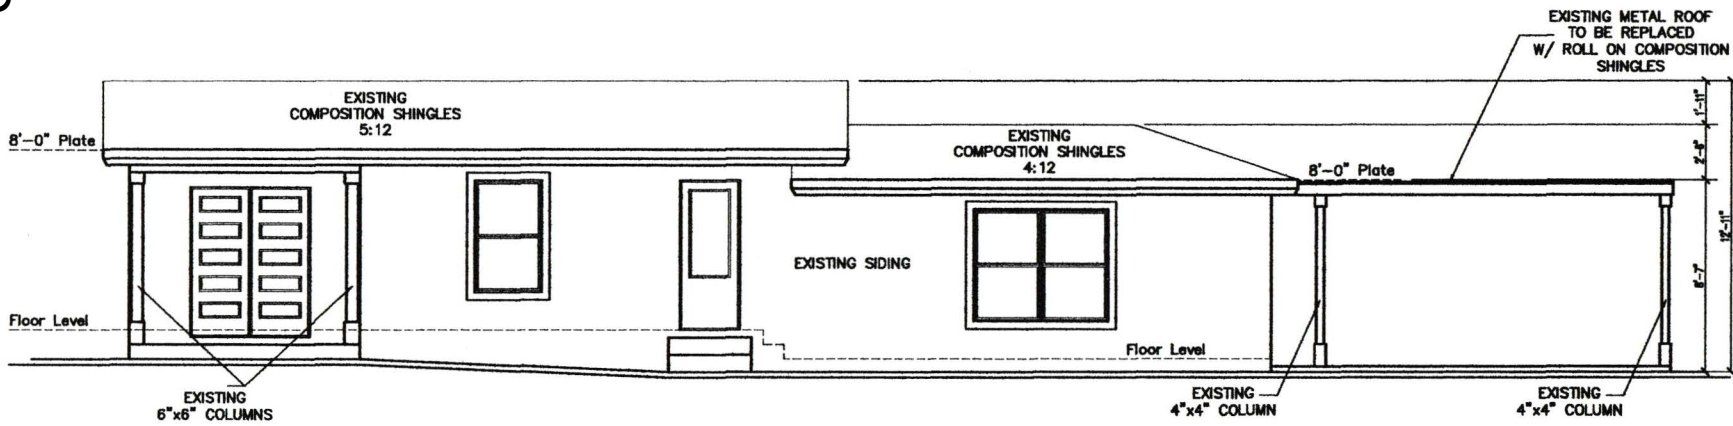 EXISTING METAL ROOF
TO BE REPLACED
W/ ROLL ON COMPOSITION
SHINGLES
EXISTING
COMPOSITION SHINGLES
5:12
1'-11"
8'-0" Plate
EXISTING
COMPOSITION SHINGLES
4:12
2'-5"
8'-0" Plate
12'-11"
EXISTING SIDING
8'-7"
Floor Level
Floor Level
EXISTING
6"x6" COLUMNS
EXISTING
4"x4" COLUMN
EXISTING
4"x4" COLUMN